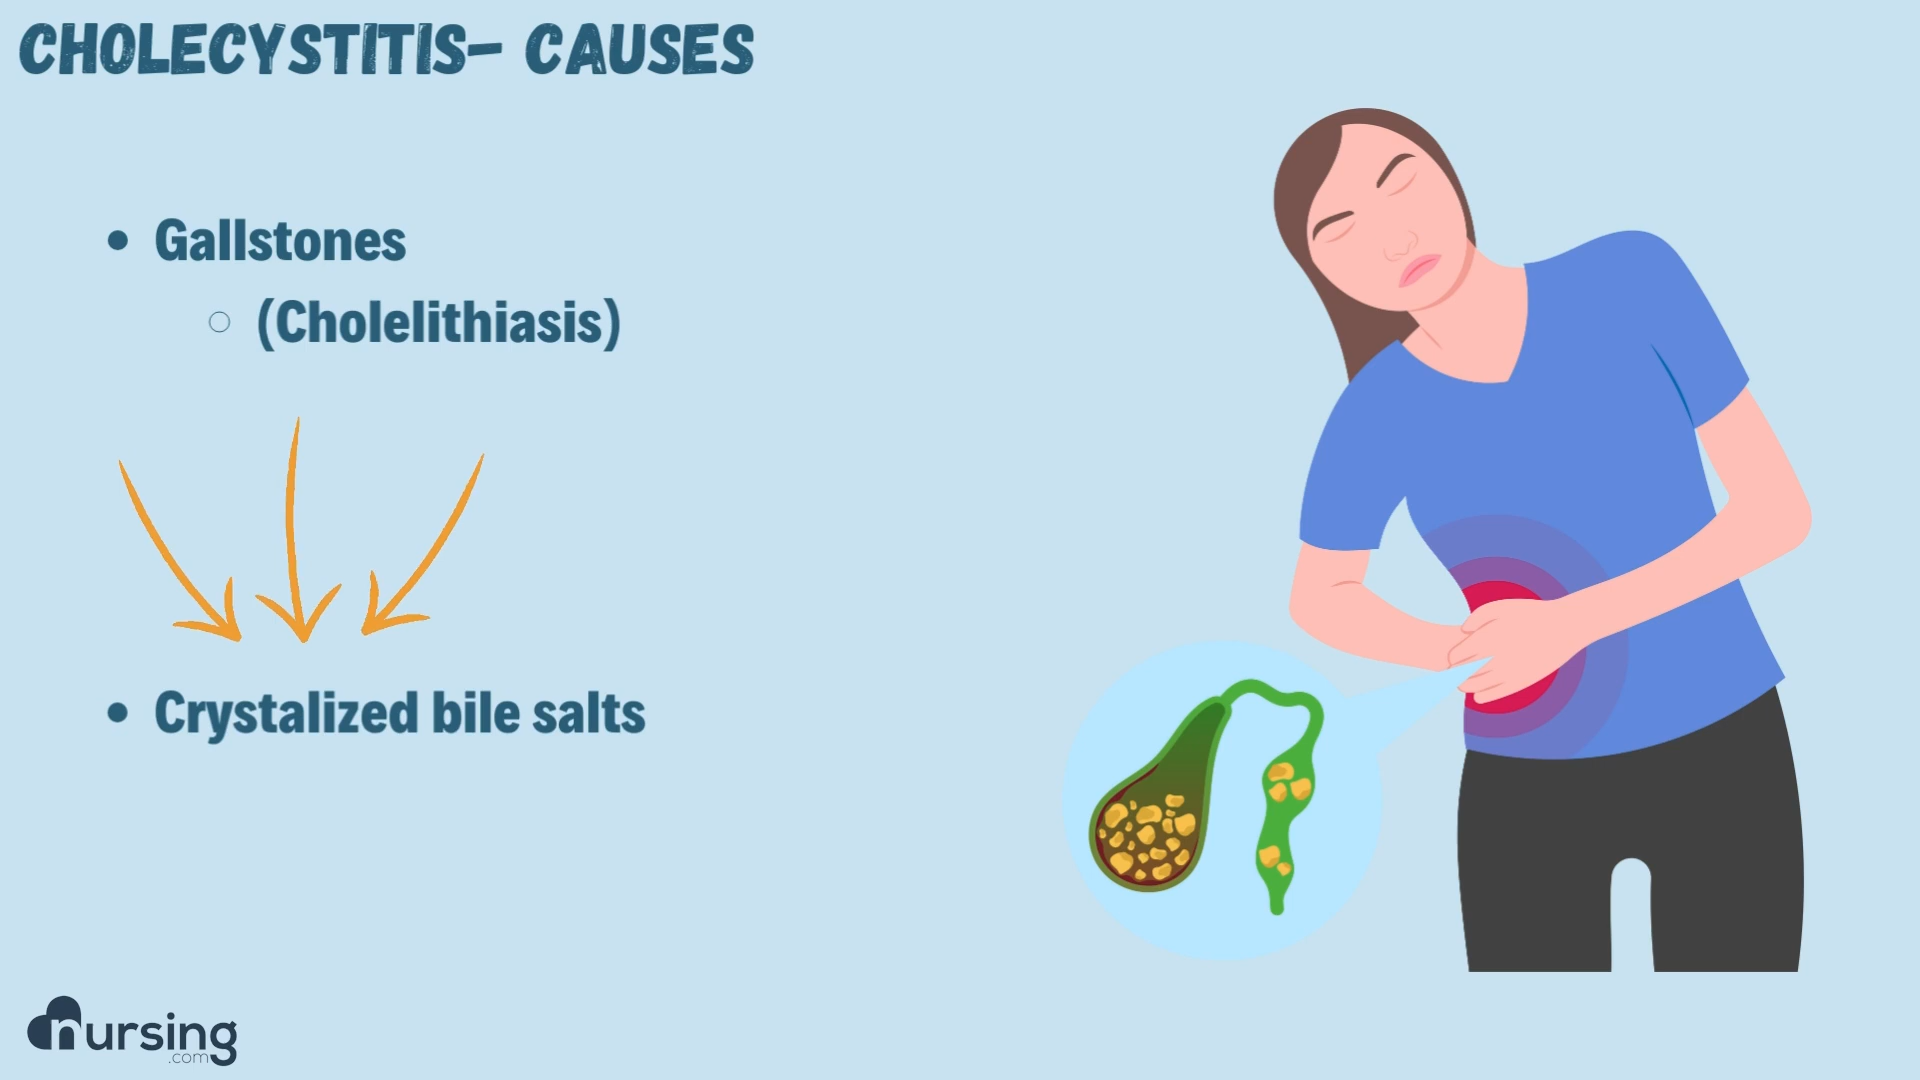 CHOLECYSTITIS- CAUSES
Gallstones
(Cholelithiasis)
Crystalized bile salts
nursing
.com